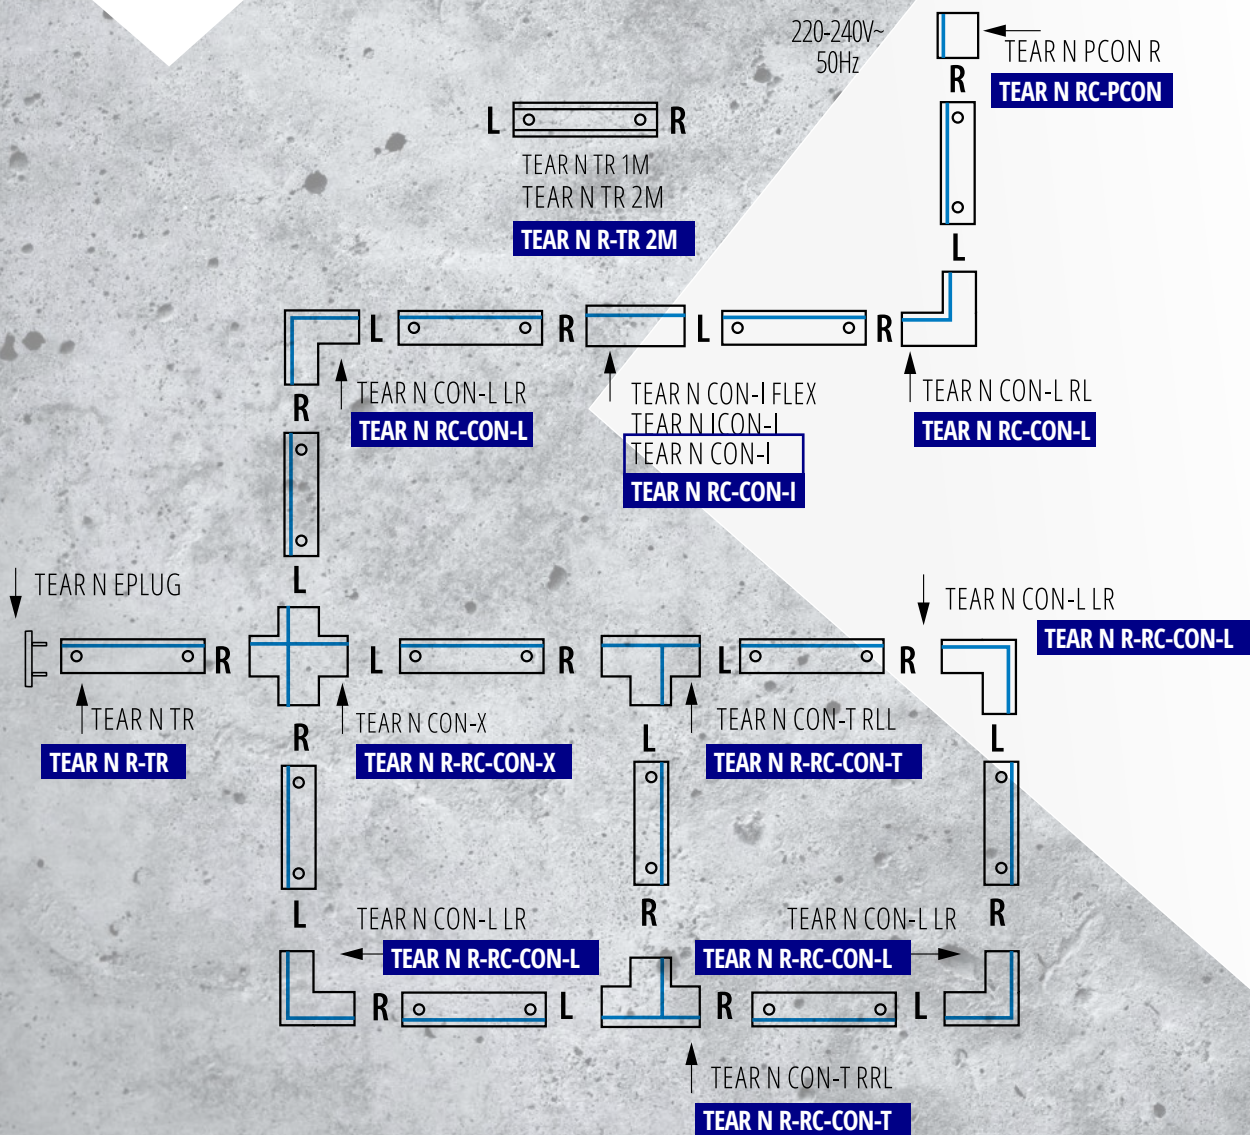 220-240V~
50Hz
TEAR N PCON R
R
TEAR N RC-PCON
L
R
TEAR N TR 1M
TEAR N TR 2M
TEAR N R-TR 2M
L
L
R
L
R
TEAR N CON-L LR
TEAR N RC-CON-L
TEAR N CON-I FLEX
TEAR N ICON-I
TEAR N CON-I
TEAR N RC-CON-I
TEAR N CON-L RL
TEAR N RC-CON-L
R
L
TEAR N EPLUG
TEAR N CON-L LR
TEAR N R-RC-CON-L
R
L
R
L
R
TEAR N TR
TEAR N R-TR
R
TEAR N CON-X
TEAR N R-RC-CON-X
L
TEAR N CON-T RLL
TEAR N R-RC-CON-T
L
L
R
R
TEAR N CON-L LR
TEAR N R-RC-CON-L
TEAR N CON-L LR
TEAR N R-RC-CON-L
R
L
R
L
TEAR N CON-T RRL
TEAR N R-RC-CON-T